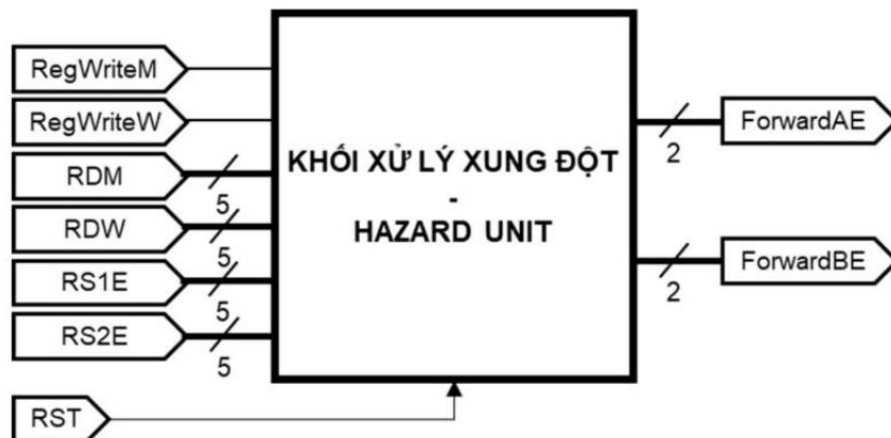 RegWriteM
RegWriteW
RDM
5
RDW
5
RS1E
5
RS2E
5
RST
KHỐI XỬ LÝ XUNG ĐỘT
-
HAZARD UNIT
ForwardAE
2
ForwardBE
2